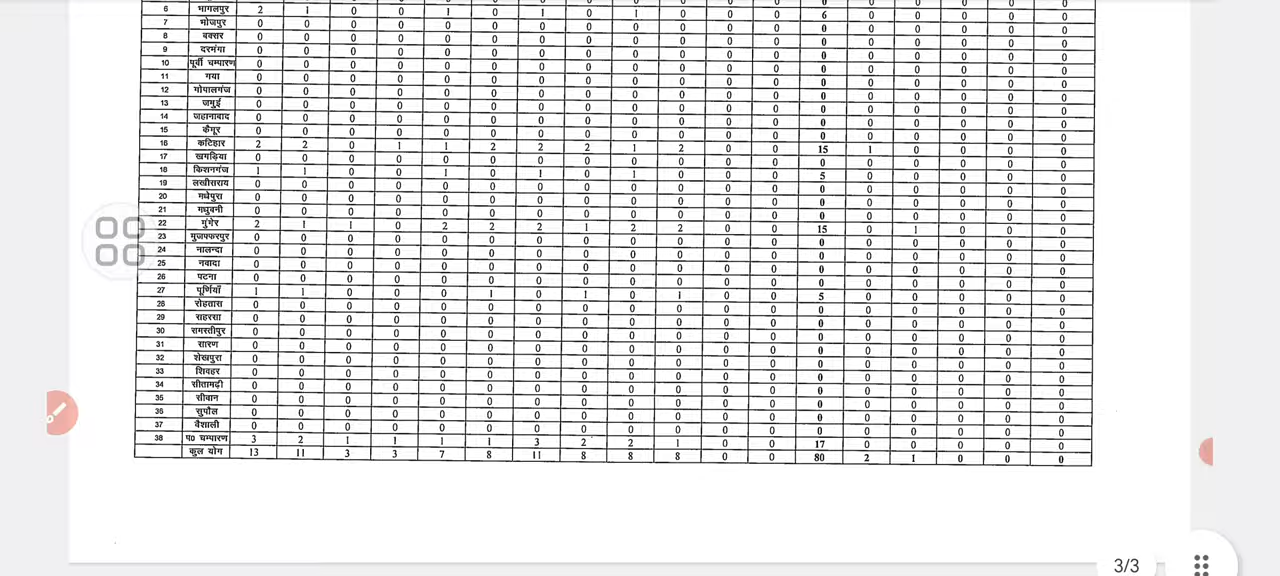 6 भागलपुर 2 1 0 0 1 0 1 0 1 0 0 0 6 0 0 0 0 0
7 भोजपुर 0 0 0 0 0 0 0 0 0 0 0 0 0 0 0 0 0 0
8 बक्सर 0 0 0 0 0 0 0 0 0 0 0 0 0 0 0 0 0 0
9 दरभंगा 0 0 0 0 0 0 0 0 0 0 0 0 0 0 0 0 0 0
10 पूर्वी चम्पारण 0 0 0 0 0 0 0 0 0 0 0 0 0 0 0 0 0 0
11 गया 0 0 0 0 0 0 0 0 0 0 0 0 0 0 0 0 0 0
12 गोपालगंज 0 0 0 0 0 0 0 0 0 0 0 0 0 0 0 0 0 0
13 जमुई 0 0 0 0 0 0 0 0 0 0 0 0 0 0 0 0 0 0
14 जहानाबाद 0 0 0 0 0 0 0 0 0 0 0 0 0 0 0 0 0 0
15 कैमूर 0 0 0 0 0 0 0 0 0 0 0 0 0 0 0 0 0 0
16 कटिहार 2 2 0 1 1 2 2 2 1 2 0 0 15 1 0 0 0 0
17 खगड़िया 0 0 0 0 0 0 0 0 0 0 0 0 0 0 0 0 0 0
18 किशनगंज 1 1 0 0 1 0 1 0 1 0 0 0 5 0 0 0 0 0
19 लखीसराय 0 0 0 0 0 0 0 0 0 0 0 0 0 0 0 0 0 0
20 मधेपुरा 0 0 0 0 0 0 0 0 0 0 0 0 0 0 0 0 0 0
21 मधुबनी 0 0 0 0 0 0 0 0 0 0 0 0 0 0 0 0 0 0
22 मुंगेर 2 1 1 0 2 2 2 1 2 2 0 0 15 0 1 0 0 0
23 मुजफ्फरपुर 0 0 0 0 0 0 0 0 0 0 0 0 0 0 0 0 0 0
24 नालन्दा 0 0 0 0 0 0 0 0 0 0 0 0 0 0 0 0 0 0
25 नवादा 0 0 0 0 0 0 0 0 0 0 0 0 0 0 0 0 0 0
26 पटना 0 0 0 0 0 0 0 0 0 0 0 0 0 0 0 0 0 0
27 पूर्णियाँ 1 1 0 0 0 1 0 1 0 1 0 0 5 0 0 0 0 0
28 रोहतास 0 0 0 0 0 0 0 0 0 0 0 0 0 0 0 0 0 0
29 सहरसा 0 0 0 0 0 0 0 0 0 0 0 0 0 0 0 0 0 0
30 समस्तीपुर 0 0 0 0 0 0 0 0 0 0 0 0 0 0 0 0 0 0
31 सारण 0 0 0 0 0 0 0 0 0 0 0 0 0 0 0 0 0 0
32 शेखपुरा 0 0 0 0 0 0 0 0 0 0 0 0 0 0 0 0 0 0
33 शिवहर 0 0 0 0 0 0 0 0 0 0 0 0 0 0 0 0 0 0
34 सीतामढ़ी 0 0 0 0 0 0 0 0 0 0 0 0 0 0 0 0 0 0
35 सीवान 0 0 0 0 0 0 0 0 0 0 0 0 0 0 0 0 0 0
36 सुपौल 0 0 0 0 0 0 0 0 0 0 0 0 0 0 0 0 0 0
37 वैशाली 0 0 0 0 0 0 0 0 0 0 0 0 0 0 0 0 0 0
38 प0 चम्पारण 3 2 1 1 1 1 3 2 2 1 0 0 17 0 0 0 0 0
कुल योग 13 11 3 3 7 8 11 8 8 8 0 0 80 2 1 0 0 0
3/3